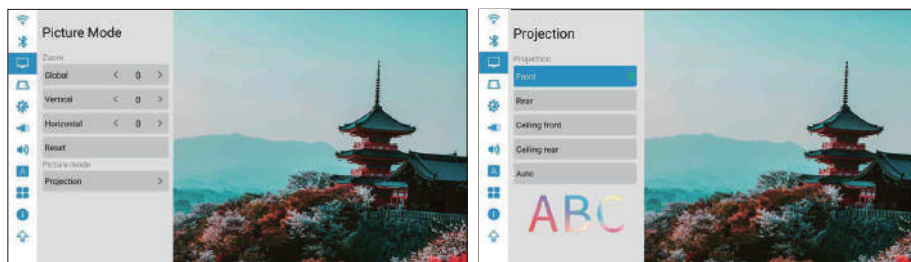 Picture Mode
Zoom
Global < 0 >
Vertical < 0 >
Horizontal < 0 >
Reset
Picture mode
Projection >
A
Projection
Projection
Front
Rear
Ceiling front
Ceiling rear
Auto
ABC
A